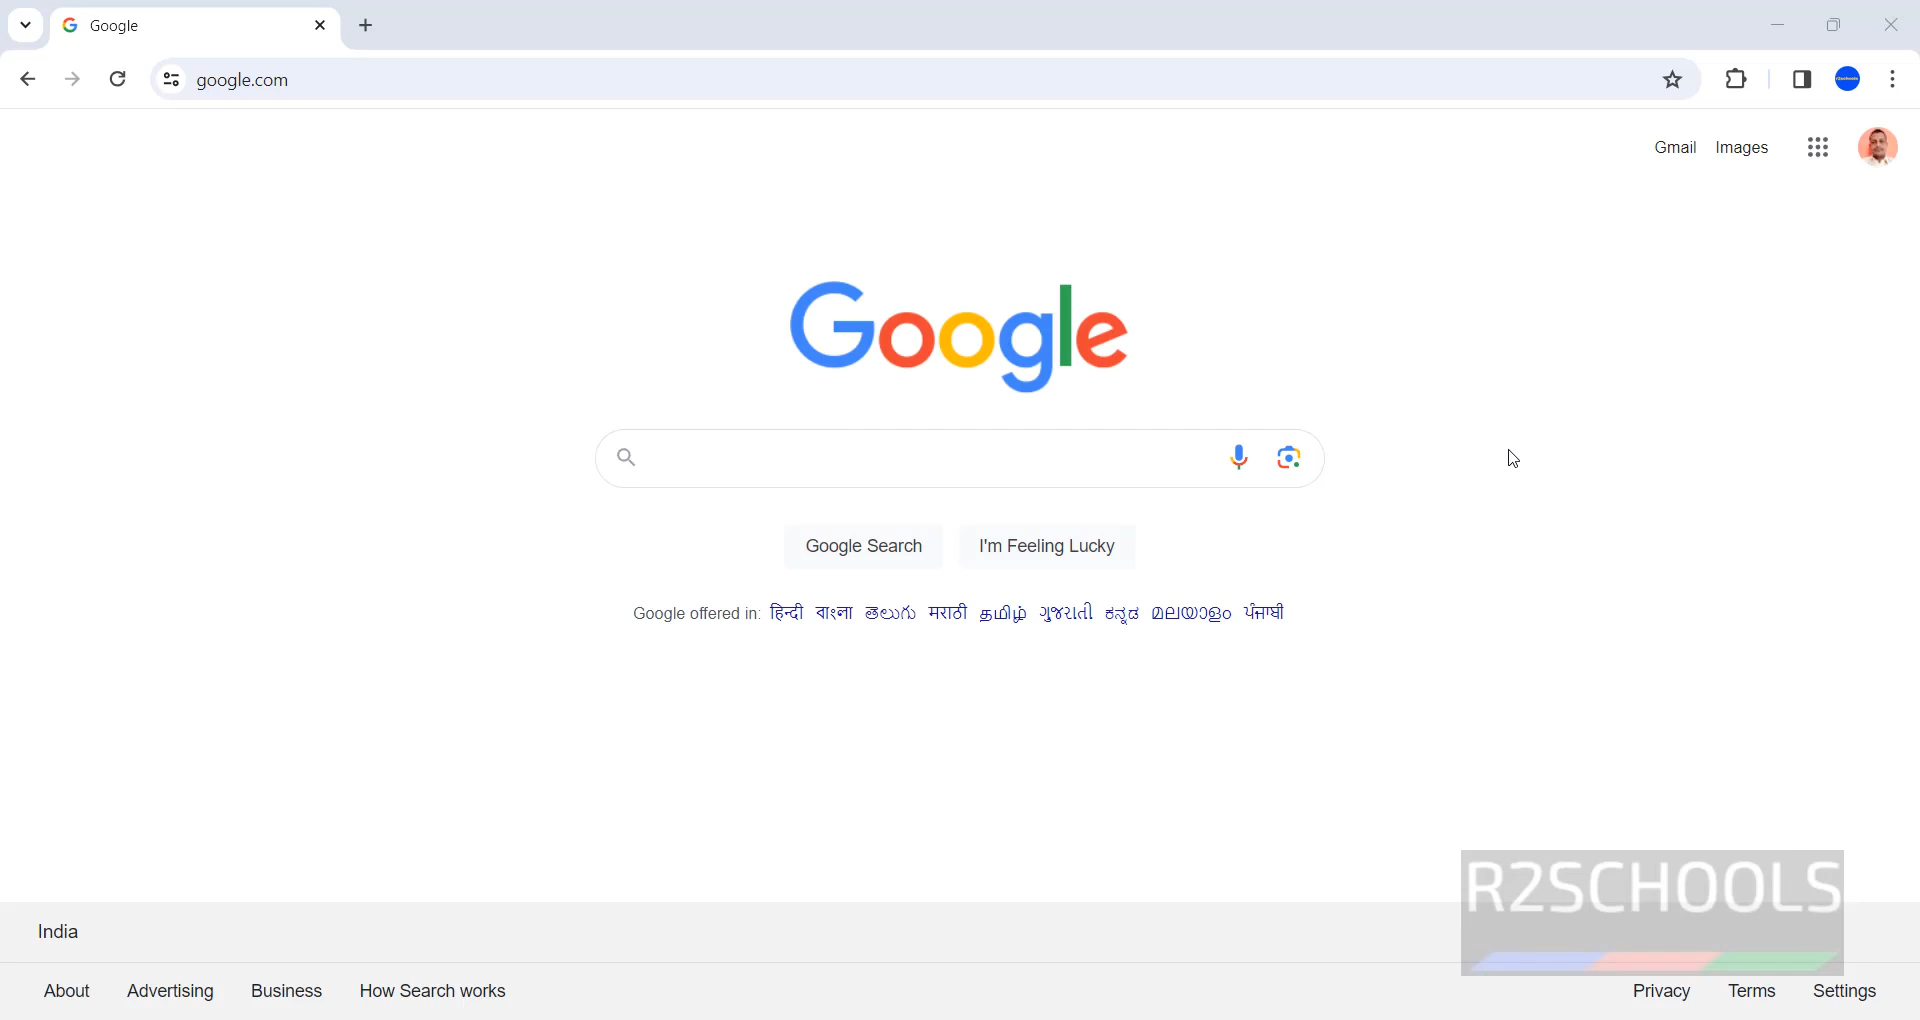 Google
google.com
Gmail Images
Google
Google Search I'm Feeling Lucky
Google offered in: हिन्दी বাংলা తెలుగు मराठी தமிழ் ગુજરાતી ಕನ್ನಡ മലയാളം ਪੰਜਾਬੀ
R2SCHOOLS
India
About Advertising Business How Search works Privacy Terms Settings